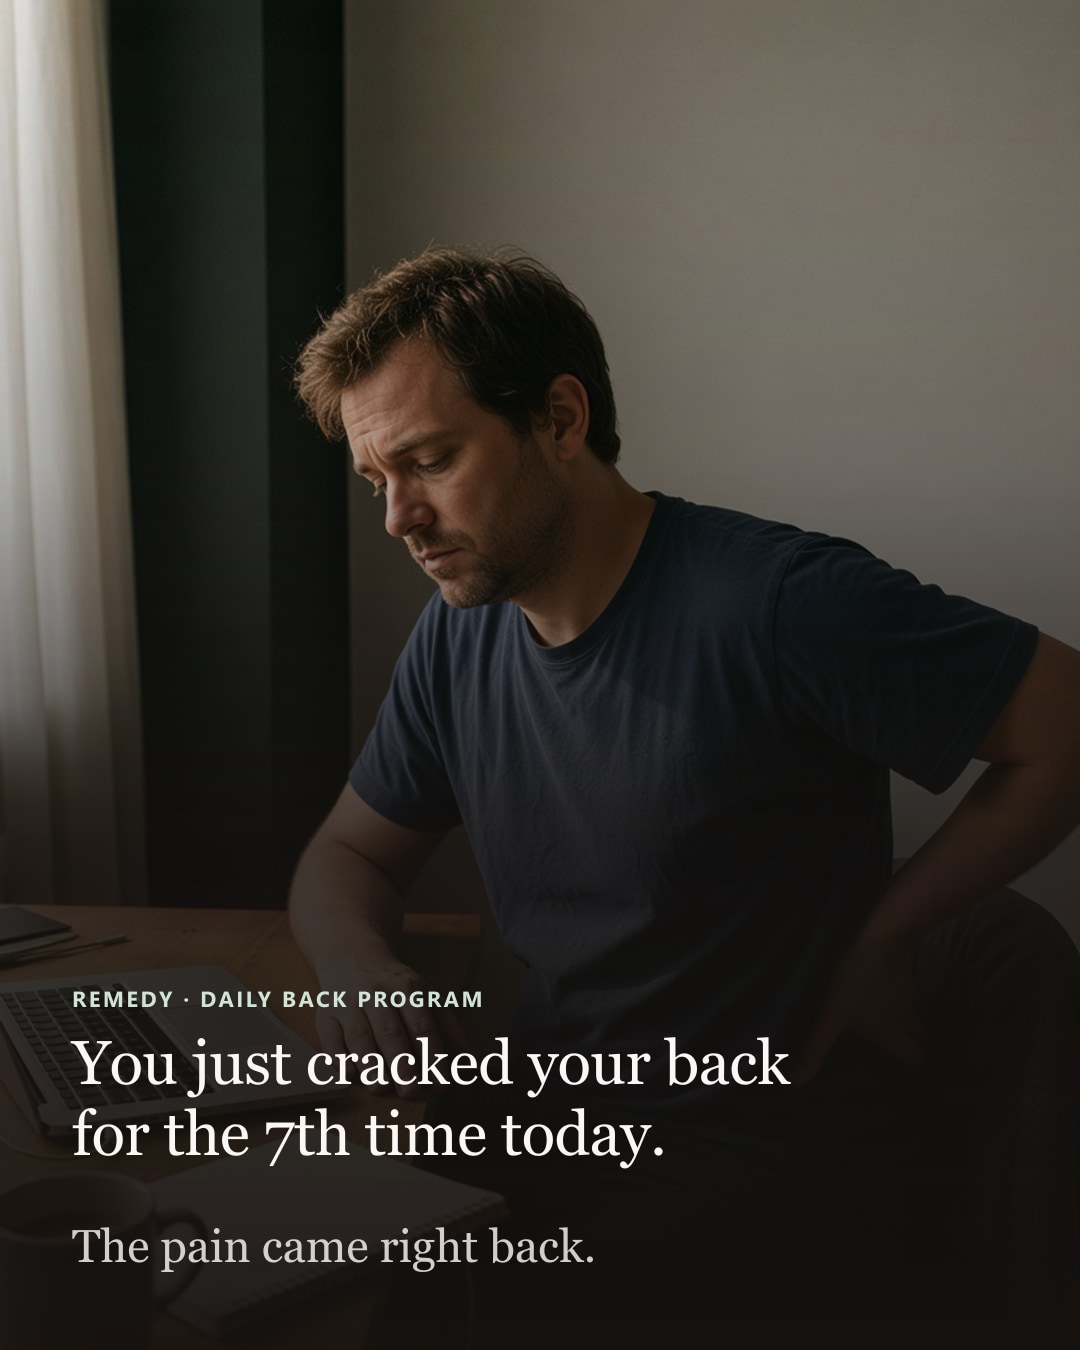 REMEDY · DAILY BACK PROGRAM
You just cracked your back
for the 7th time today.
The pain came right back.